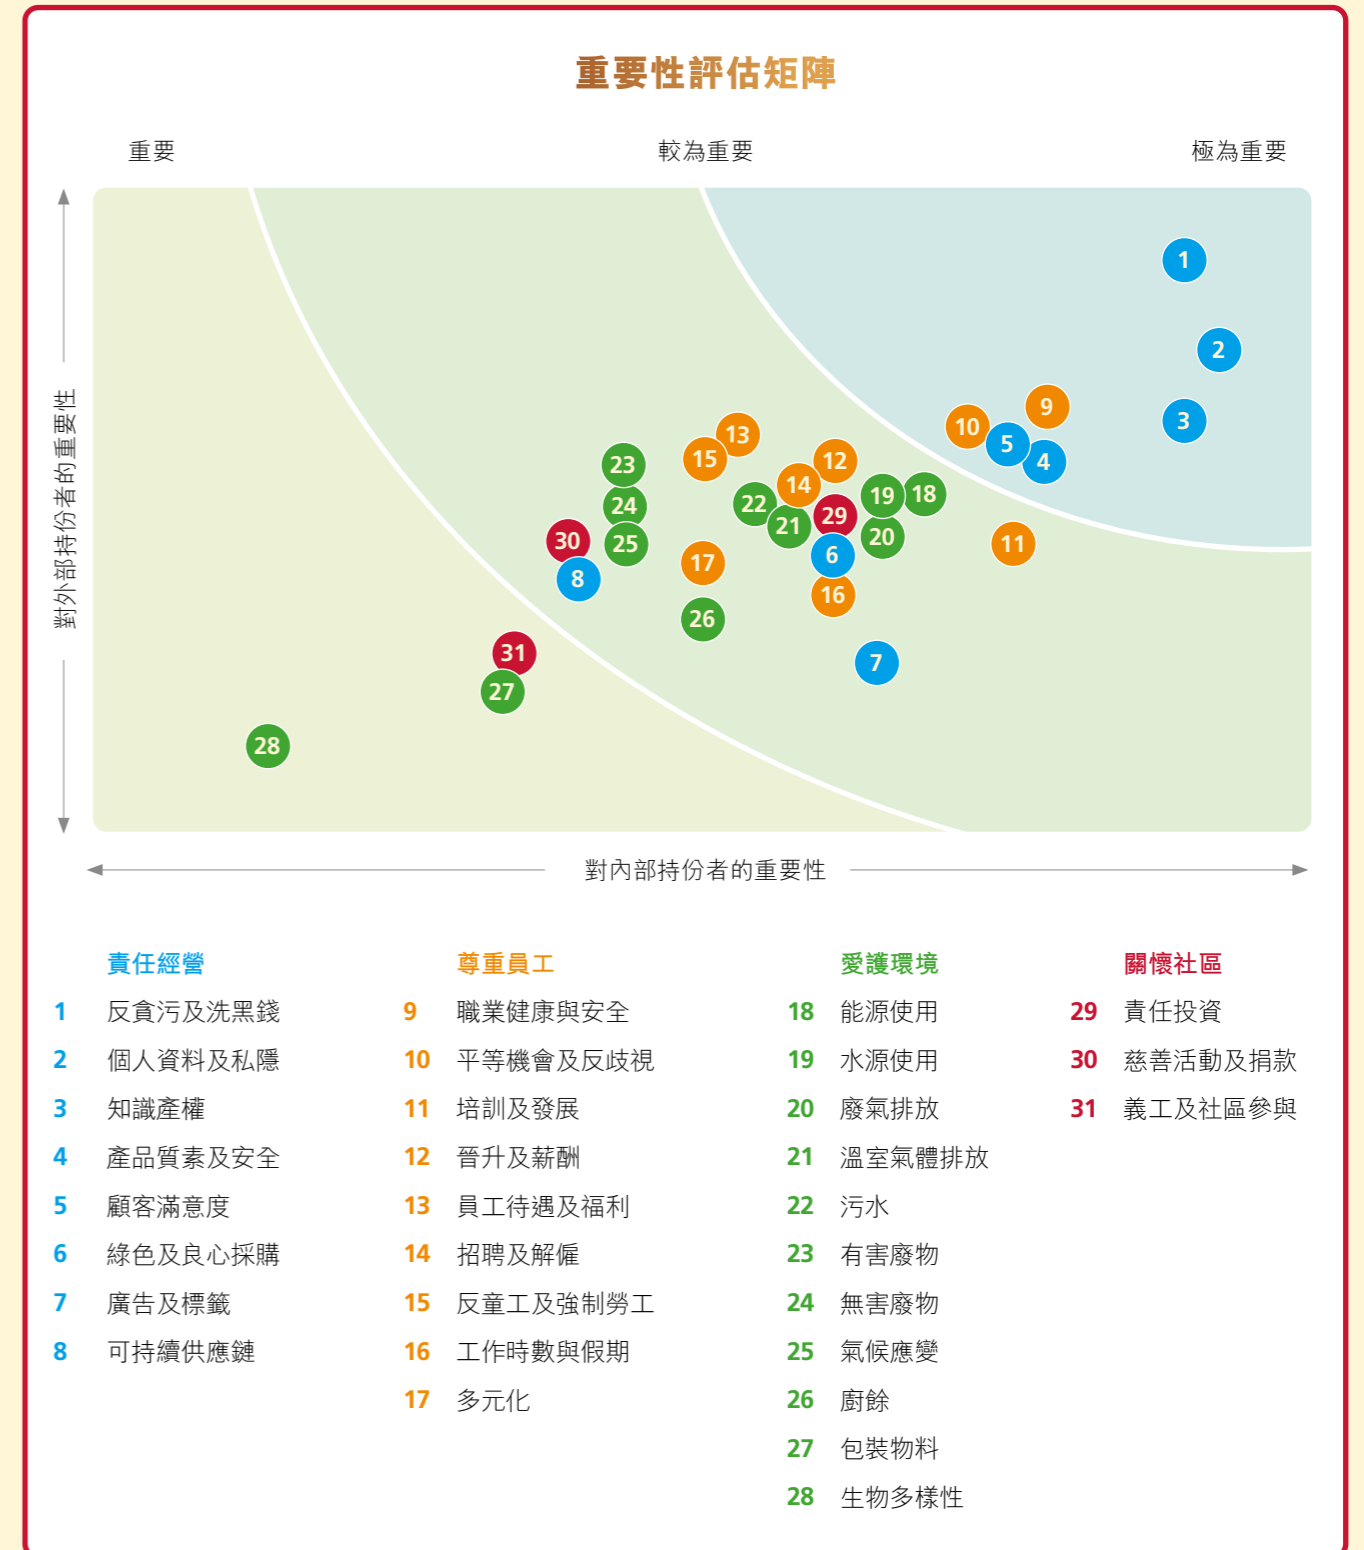 重要性評估矩陣
重要
較為重要
極為重要
對外部持份者的重要性
1
2
3
9
10
5
4
13
15
12
23
14
22
19
18
24
29
21
20
30
25
11
6
17
8
16
26
31
7
27
28
對內部持份者的重要性
責任經營
1 反貪污及洗黑錢
2 個人資料及私隱
3 知識產權
4 產品質素及安全
5 顧客滿意度
6 綠色及良心採購
7 廣告及標籤
8 可持續供應鏈
尊重員工
9 職業健康與安全
10 平等機會及反歧視
11 培訓及發展
12 晉升及薪酬
13 員工待遇及福利
14 招聘及解僱
15 反童工及強制勞工
16 工作時數與假期
17 多元化
愛護環境
18 能源使用
19 水源使用
20 廢氣排放
21 溫室氣體排放
22 污水
23 有害廢物
24 無害廢物
25 氣候應變
26 廚餘
27 包裝物料
28 生物多樣性
關懷社區
29 責任投資
30 慈善活動及捐款
31 義工及社區參與